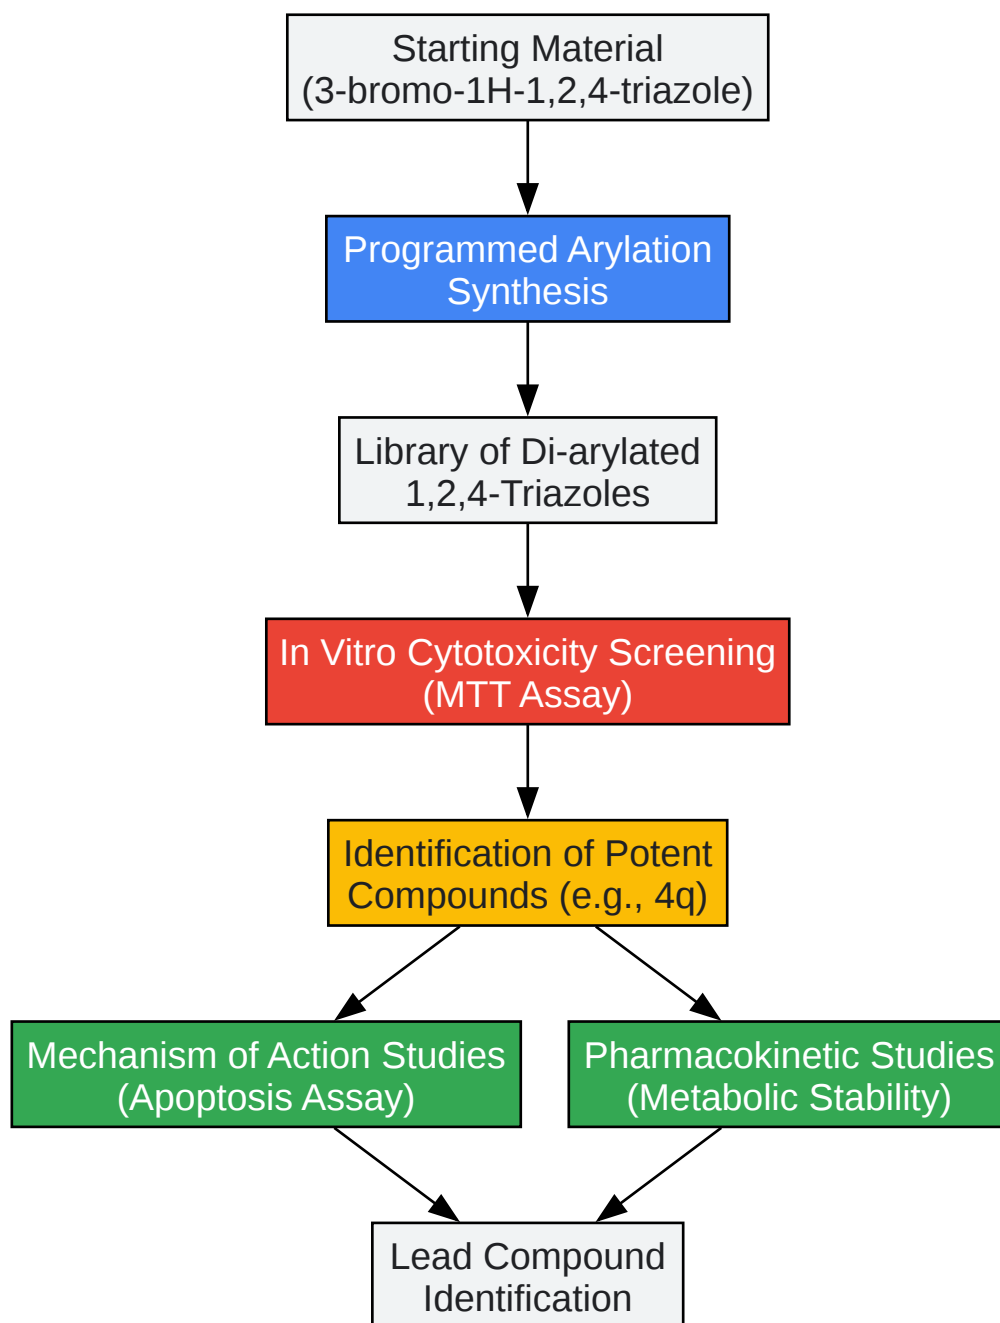 Starting Material
(3-bromo-1H-1,2,4-triazole)
Programmed Arylation
Synthesis
Library of Di-arylated
1,2,4-Triazoles
In Vitro Cytotoxicity Screening
(MTT Assay)
Identification of Potent
Compounds (e.g., 4q)
Mechanism of Action Studies
(Apoptosis Assay)
Pharmacokinetic Studies
(Metabolic Stability)
Lead Compound
Identification